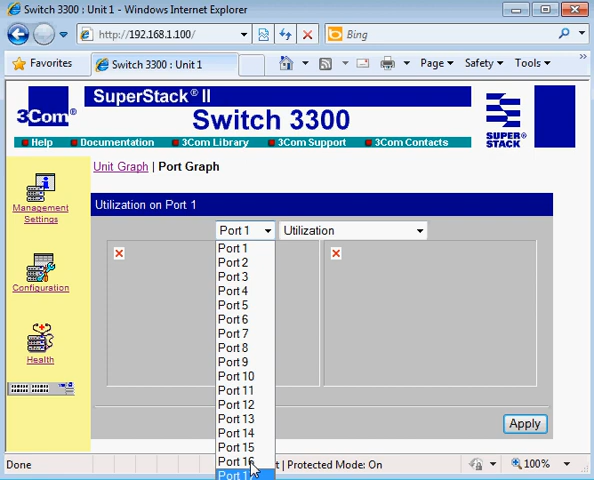 Switch 3300 : Unit 1 - Windows Internet Explorer
http://192.168.1.100/
Bing
Favorites
Switch 3300 : Unit 1
Page
Safety
Tools
»
3Com®
SuperStack® II
Switch 3300
SUPER
STACK®
Help
Documentation
3Com Library
3Com Support
3Com Contacts
Unit Graph | Port Graph
Management
Settings
Configuration
Health
Utilization on Port 1
Port 1
Utilization
Port 1
Port 2
Port 3
Port 4
Port 5
Port 6
Port 7
Port 8
Port 9
Port 10
Port 11
Port 12
Port 13
Port 14
Port 15
Port 16
Apply
Done
| Protected Mode: On
100%